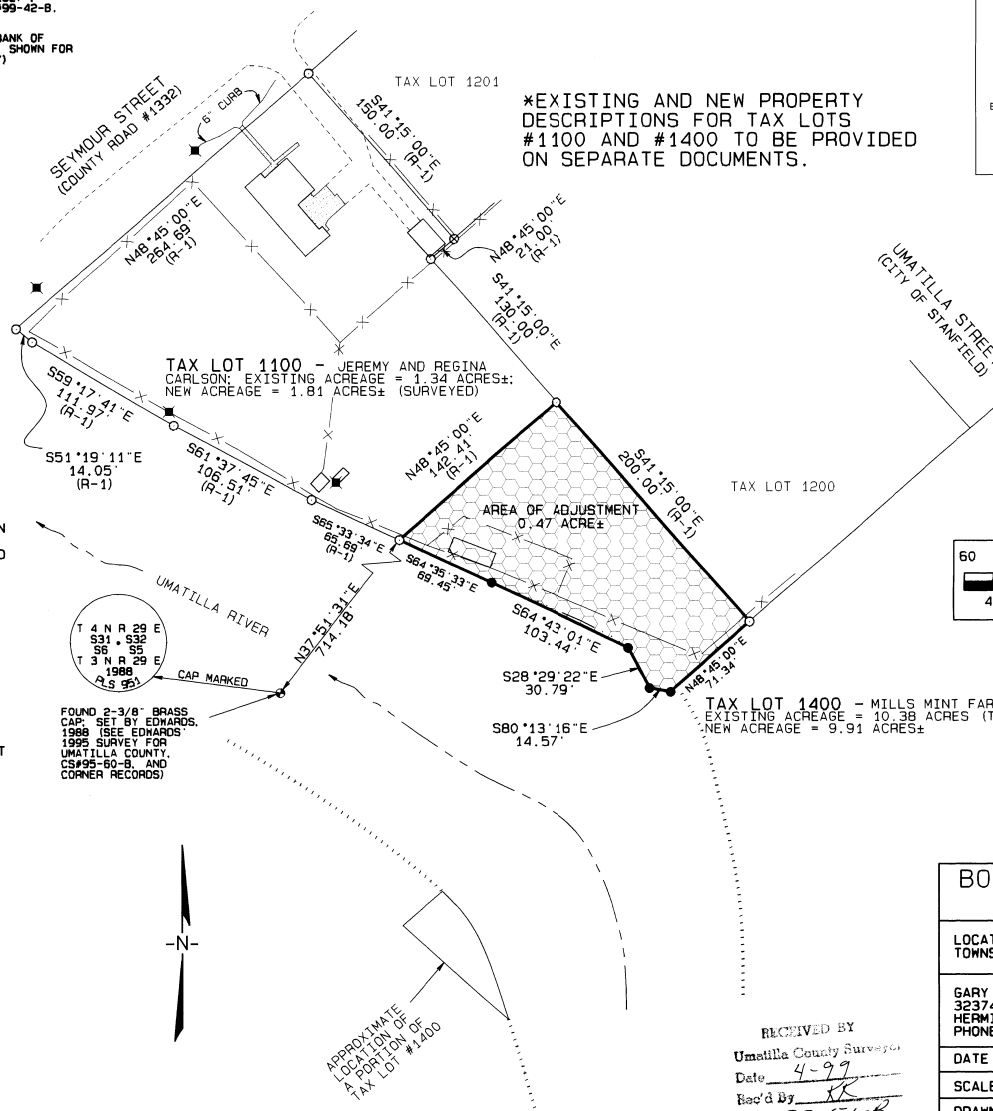 99-42-B.
BANK OF
SHOWN FOR
SEYMOUR STREET
(COUNTY ROAD #1332)
6" CURB
TAX LOT 1201
S41°15'00"E
150.00'
(R-1)
*EXISTING AND NEW PROPERTY
DESCRIPTIONS FOR TAX LOTS
#1100 AND #1400 TO BE PROVIDED
ON SEPARATE DOCUMENTS.
N48°45'00"E
264.69'
(R-1)
N48°45'00"E
21.00'
(R-1)
S41°15'00"E
130.00'
(R-1)
UMATILLA STREE
(CITY OF STANFIELD)
TAX LOT 1100 - JEREMY AND REGINA
CARLSON; EXISTING ACREAGE = 1.34 ACRES±;
NEW ACREAGE = 1.81 ACRES± (SURVEYED)
S59°17'41"E
111.97'
(R-1)
S51°19'11"E
14.05'
(R-1)
S61°37'45"E
106.51'
(R-1)
N48°45'00"E
142.41'
(R-1)
S41°15'00"E
200.00'
(R-1)
TAX LOT 1200
AREA OF ADJUSTMENT
0.47 ACRE±
S65°33'34"E
65.69'
(R-1)
S64°35'33"E
69.45'
S64°43'01"E
103.44'
60
4
UMATILLA RIVER
N37°51'31"E
714.18'
T 4 N R 29 E
S31 S32
S6 S5
T 3 N R 29 E
1988
PLS 951
CAP MARKED
S28°29'22"E
30.79'
S80°13'16"E
14.57'
N48°45'00"E
71.34'
TAX LOT 1400 - MILLS MINT FAR
EXISTING ACREAGE = 10.38 ACRES (T
NEW ACREAGE = 9.91 ACRES±
FOUND 2-3/8" BRASS
CAP; SET BY EDWARDS,
1988 (SEE EDWARDS'
1995 SURVEY FOR
UMATILLA COUNTY,
CS#95-60-B, AND
CORNER RECORDS)
-N-
APPROXIMATE
LOCATION OF
A PORTION OF
TAX LOT #1400
RECEIVED BY
Umatilla County Surveyor
Date 4-99
Rec'd By KK
BO
LOCAT
TOWNS
GARY
32374
HERMI
PHONE
DATE
SCALE
DRAWN